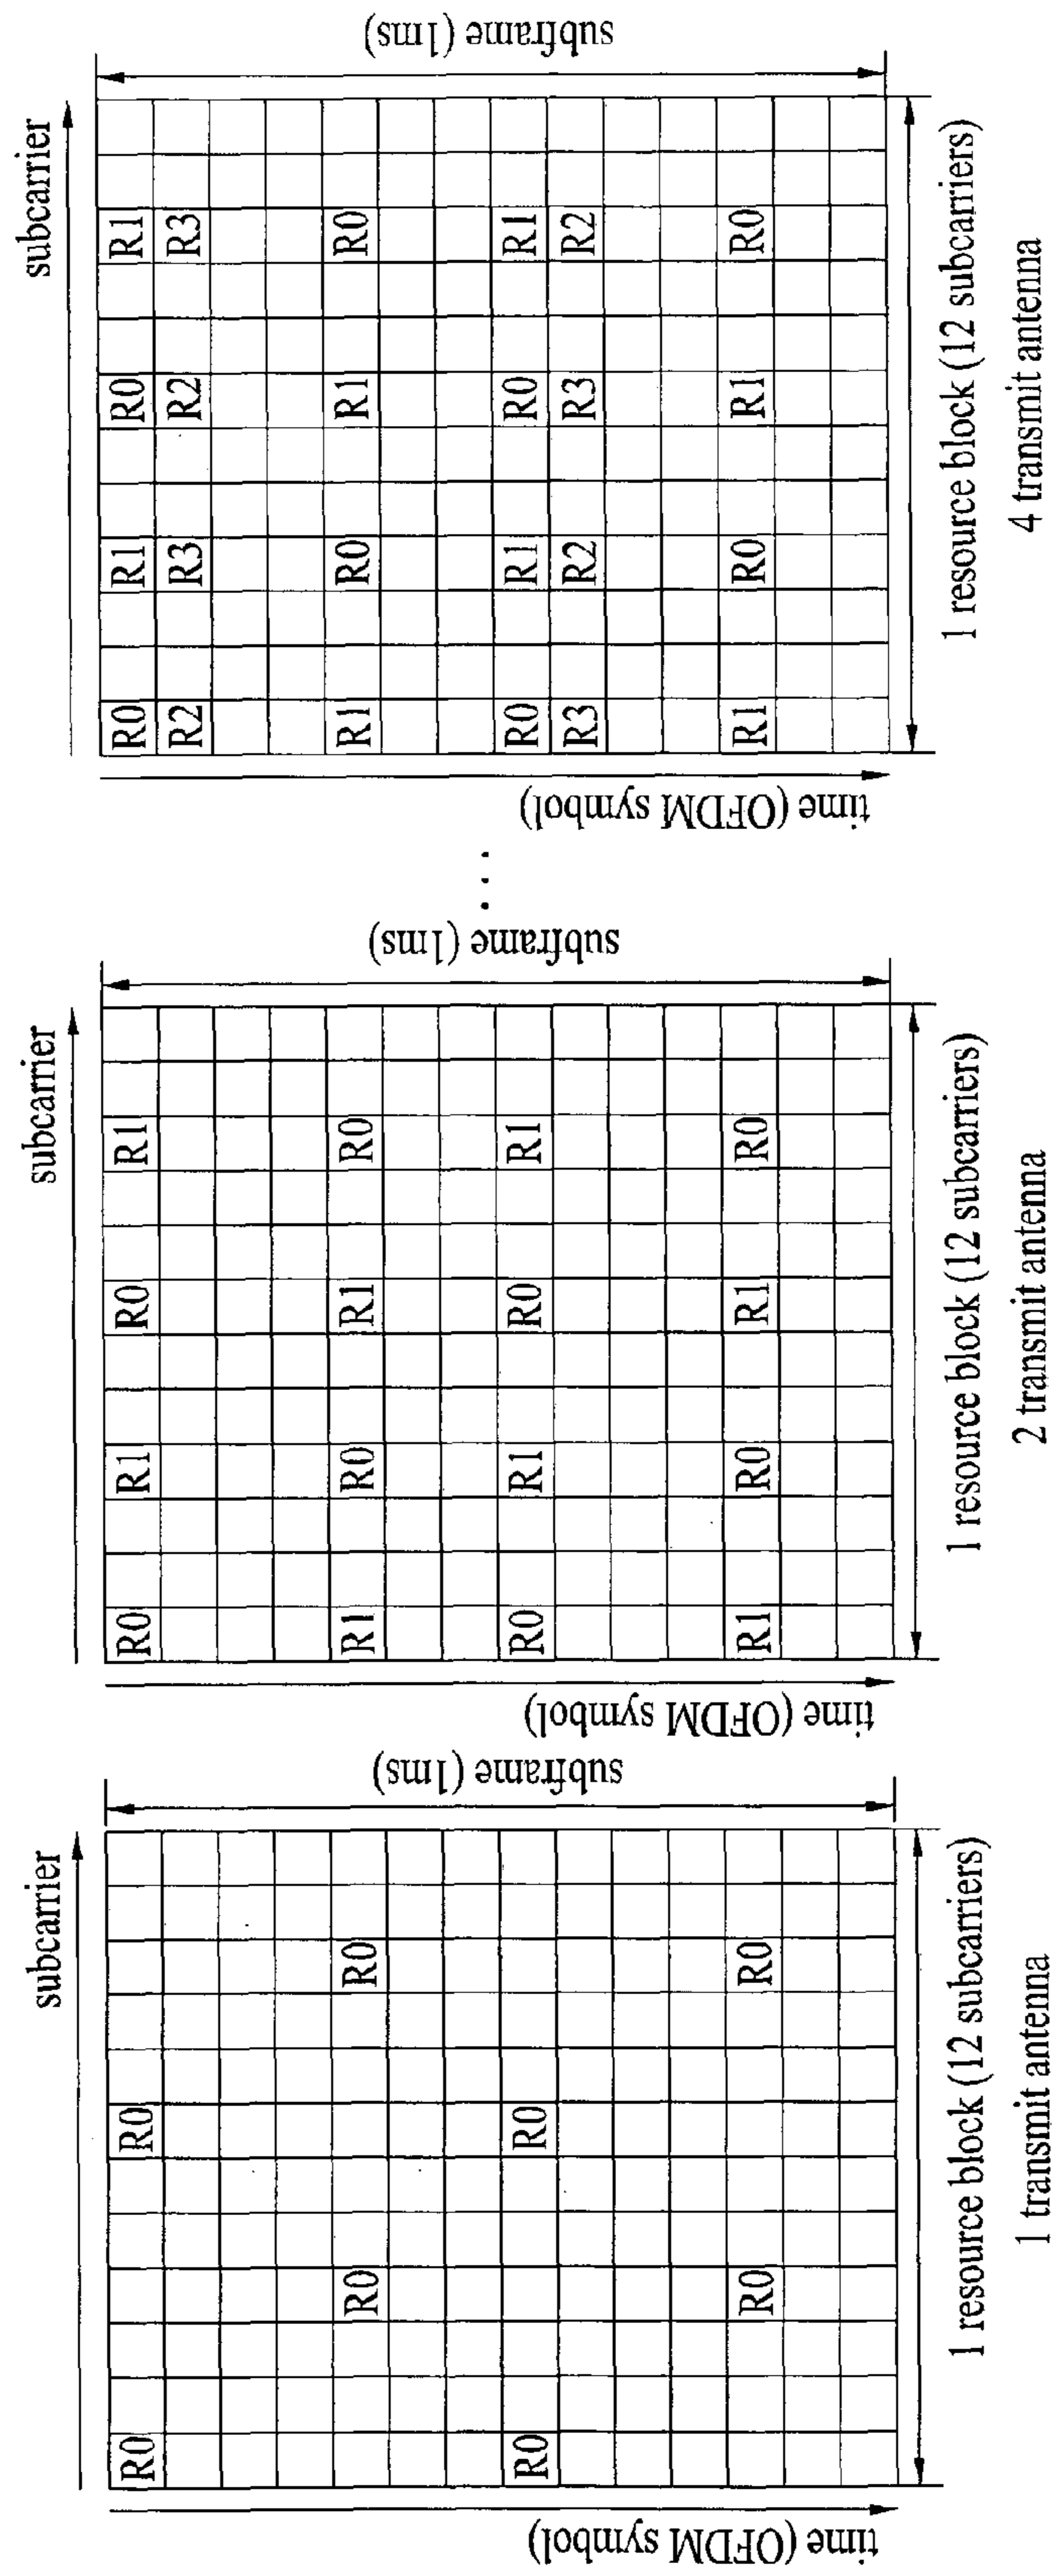 subcarrier
time (OFDM symbol)
subframe (1ms)
R0 R0
R0 R0
R0 R0
R0 R0
1 resource block (12 subcarriers)
1 transmit antenna
subcarrier
time (OFDM symbol)
subframe (1ms)
R0 R1 R0 R1
R1 R0 R1 R0
R0 R1 R0 R1
R1 R0 R1 R0
1 resource block (12 subcarriers)
2 transmit antenna
...
subcarrier
time (OFDM symbol)
subframe (1ms)
R0 R1 R0 R1
R2 R3 R2 R3
R1 R0 R1 R0
R0 R1 R0 R1
R3 R2 R3 R2
R1 R0 R1 R0
1 resource block (12 subcarriers)
4 transmit antenna